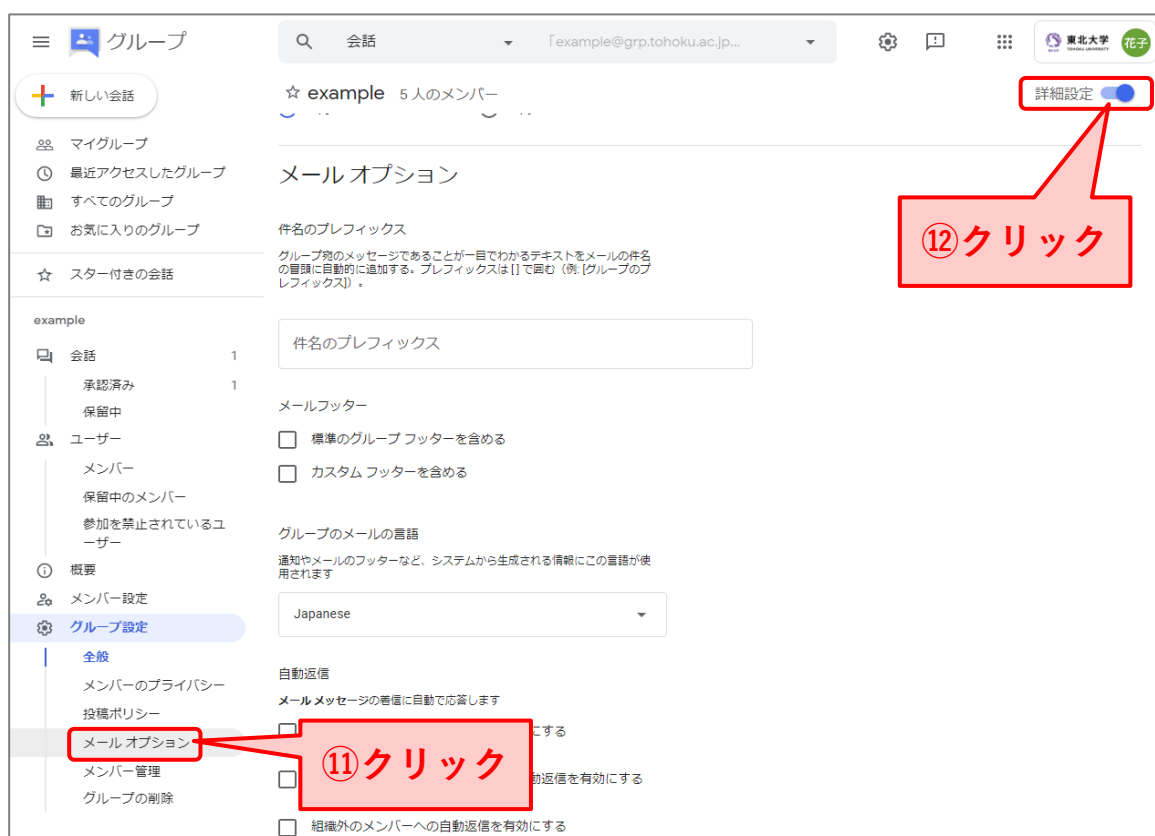 グループ
会話
「example@grp.tohoku.ac.jp...
東北大学
TOHOKU UNIVERSITY
花子
新しい会話
example 5人のメンバー
詳細設定
マイグループ
最近アクセスしたグループ
すべてのグループ
お気に入りのグループ
スター付きの会話
example
会話 1
承認済み 1
保留中
ユーザー
メンバー
保留中のメンバー
参加を禁止されているユ
ーザー
概要
メンバー設定
グループ設定
全般
メンバーのプライバシー
投稿ポリシー
メール オプション
メンバー管理
グループの削除
メール オプション
件名のプレフィックス
グループ宛のメッセージであることが一目でわかるテキストをメールの件名
の冒頭に自動的に追加する。プレフィックスは [] で囲む（例: [グループのプ
レフィックス]）。
件名のプレフィックス
メールフッター
標準のグループ フッターを含める
カスタム フッターを含める
グループのメールの言語
通知やメールのフッターなど、システムから生成される情報にこの言語が使
用されます
Japanese
自動返信
メール メッセージの着信に自動で応答します
にする
動返信を有効にする
組織外のメンバーへの自動返信を有効にする
⑪クリック
⑫クリック